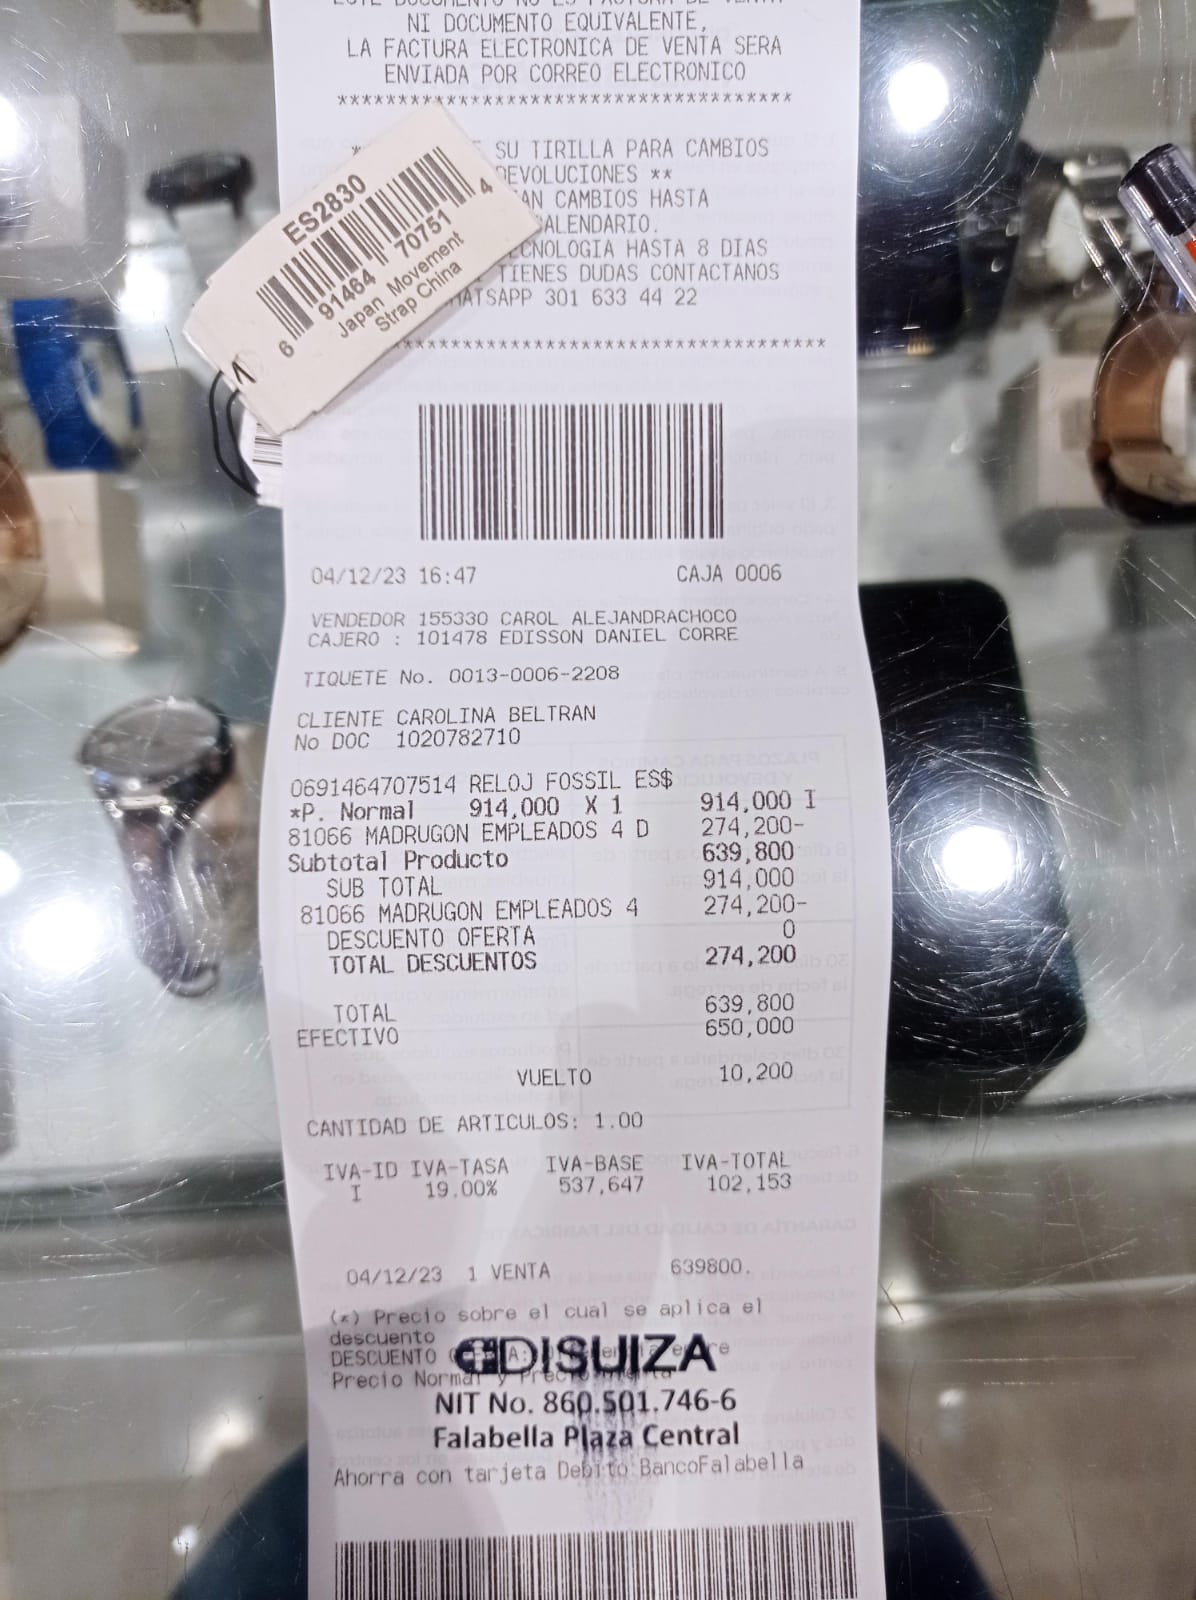 NI DOCUMENTO EQUIVALENTE,
LA FACTURA ELECTRONICA DE VENTA SERA
ENVIADA POR CORREO ELECTRONICO
**************************************
SU TIRILLA PARA CAMBIOS
DEVOLUCIONES **
AN CAMBIOS HASTA
ALENDARIO.
ECNOLOGIA HASTA 8 DIAS
TIENES DUDAS CONTACTANOS
HATSAPP 301 633 44 22
ES2830
6 91464 70751 4
Japan Movement
Strap China
04/12/23 16:47 CAJA 0006
VENDEDOR 155330 CAROL ALEJANDRACHOCO
CAJERO : 101478 EDISSON DANIEL CORRE
TIQUETE No. 0013-0006-2208
CLIENTE CAROLINA BELTRAN
No DOC 1020782710
0691464707514 RELOJ FOSSIL ES$
*P. Normal 914,000 X 1 914,000 I
81066 MADRUGON EMPLEADOS 4 D 274,200-
Subtotal Producto 639,800
SUB TOTAL 914,000
81066 MADRUGON EMPLEADOS 4 274,200-
DESCUENTO OFERTA 0
TOTAL DESCUENTOS 274,200
TOTAL 639,800
EFECTIVO 650,000
VUELTO 10,200
CANTIDAD DE ARTICULOS: 1.00
IVA-ID IVA-TASA IVA-BASE IVA-TOTAL
I 19.00% 537,647 102,153
04/12/23 1 VENTA 639800.
(*) Precio sobre el cual se aplica el
descuento
DESCUENTO
Precio Normal y
DISUIZA
NIT No. 860.501.746-6
Falabella Plaza Central
Ahorra con tarjeta Debito BancoFalabella